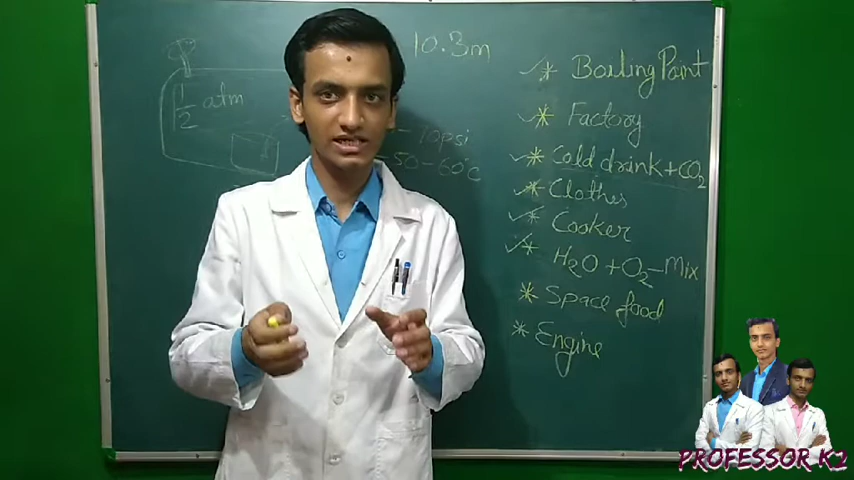 10.3m
1/2 atm
10psi
50-60°c
✓* Boiling Point
✓* Factory
✓* Cold drink+CO₂
✓* Clothes
✓* Cooker
✓* H₂O + O₂-Mix
* Space food
* Engine
PROFESSOR K2